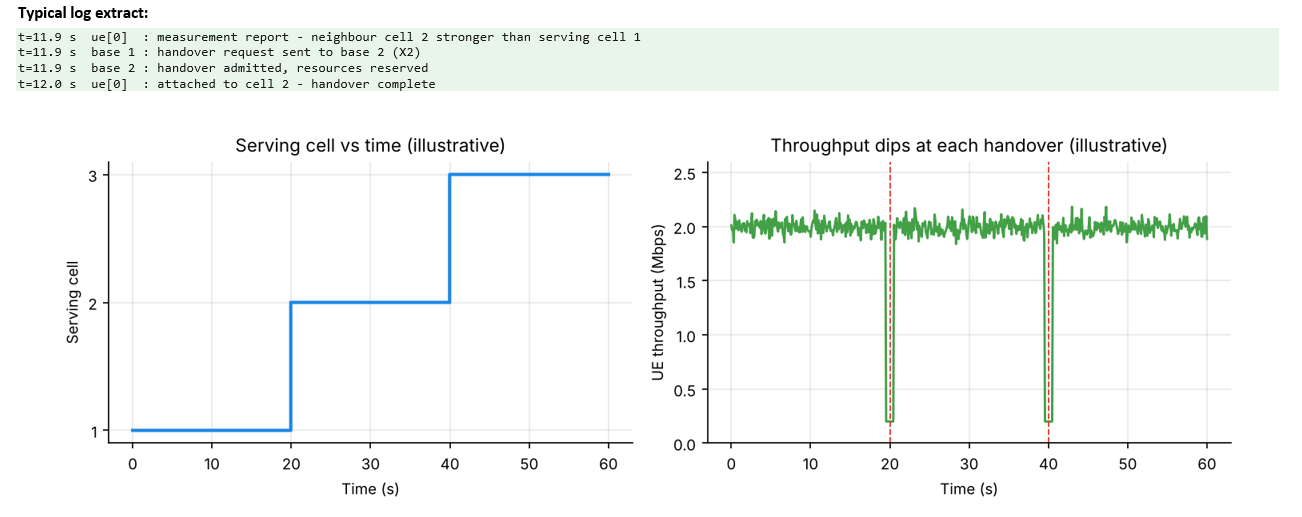 Typical log extract:
t=11.9 s  ue[0]  : measurement report - neighbour cell 2 stronger than serving cell 1
t=11.9 s  base 1 : handover request sent to base 2 (X2)
t=11.9 s  base 2 : handover admitted, resources reserved
t=12.0 s  ue[0]  : attached to cell 2 - handover complete
Serving cell vs time (illustrative)
3
2
1
Serving cell
0 10 20 30 40 50 60
Time (s)
Throughput dips at each handover (illustrative)
2.5
2.0
1.5
1.0
0.5
0.0
UE throughput (Mbps)
0 10 20 30 40 50 60
Time (s)